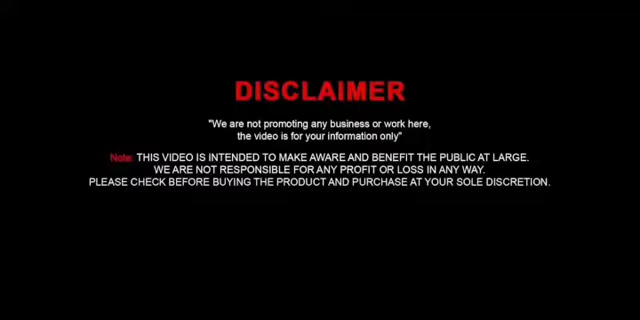 DISCLAIMER
"We are not promoting any business or work here,
the video is for your information only"
Note: THIS VIDEO IS INTENDED TO MAKE AWARE AND BENEFIT THE PUBLIC AT LARGE.
WE ARE NOT RESPONSIBLE FOR ANY PROFIT OR LOSS IN ANY WAY.
PLEASE CHECK BEFORE BUYING THE PRODUCT AND PURCHASE AT YOUR SOLE DISCRETION.